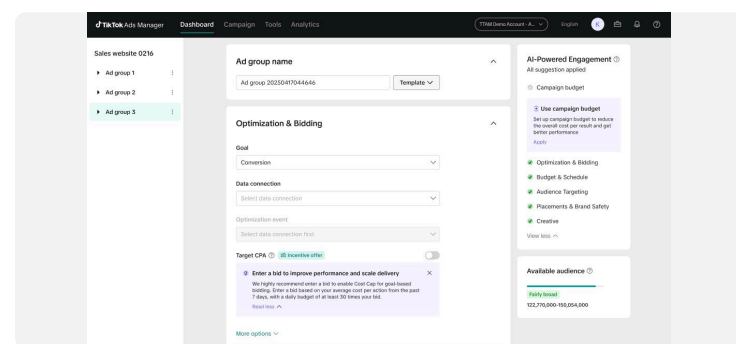 TikTok Ads Manager
Dashboard
Campaign
Tools
Analytics
TTAM Demo Account - A...
English
K
Sales website 0216
Ad group 1
Ad group 2
Ad group 3
Ad group name
Ad group 20250417044646
Template
Optimization & Bidding
Goal
Conversion
Data connection
Select data connection
Optimization event
Select data connection first
Target CPA
incentive offer
Enter a bid to improve performance and scale delivery
We highly recommend enter a bid to enable Cost Cap for goal-based
bidding. Enter a bid based on your average cost per action from the past
7 days, with a daily budget of at least 30 times your bid.
Read less
More options
AI-Powered Engagement
All suggestion applied
Campaign budget
Use campaign budget
Set up campaign budget to reduce
the overall cost per result and get
better performance
Apply
Optimization & Bidding
Budget & Schedule
Audience Targeting
Placements & Brand Safety
Creative
View less
Available audience
Fairly broad
122,770,000-150,054,000